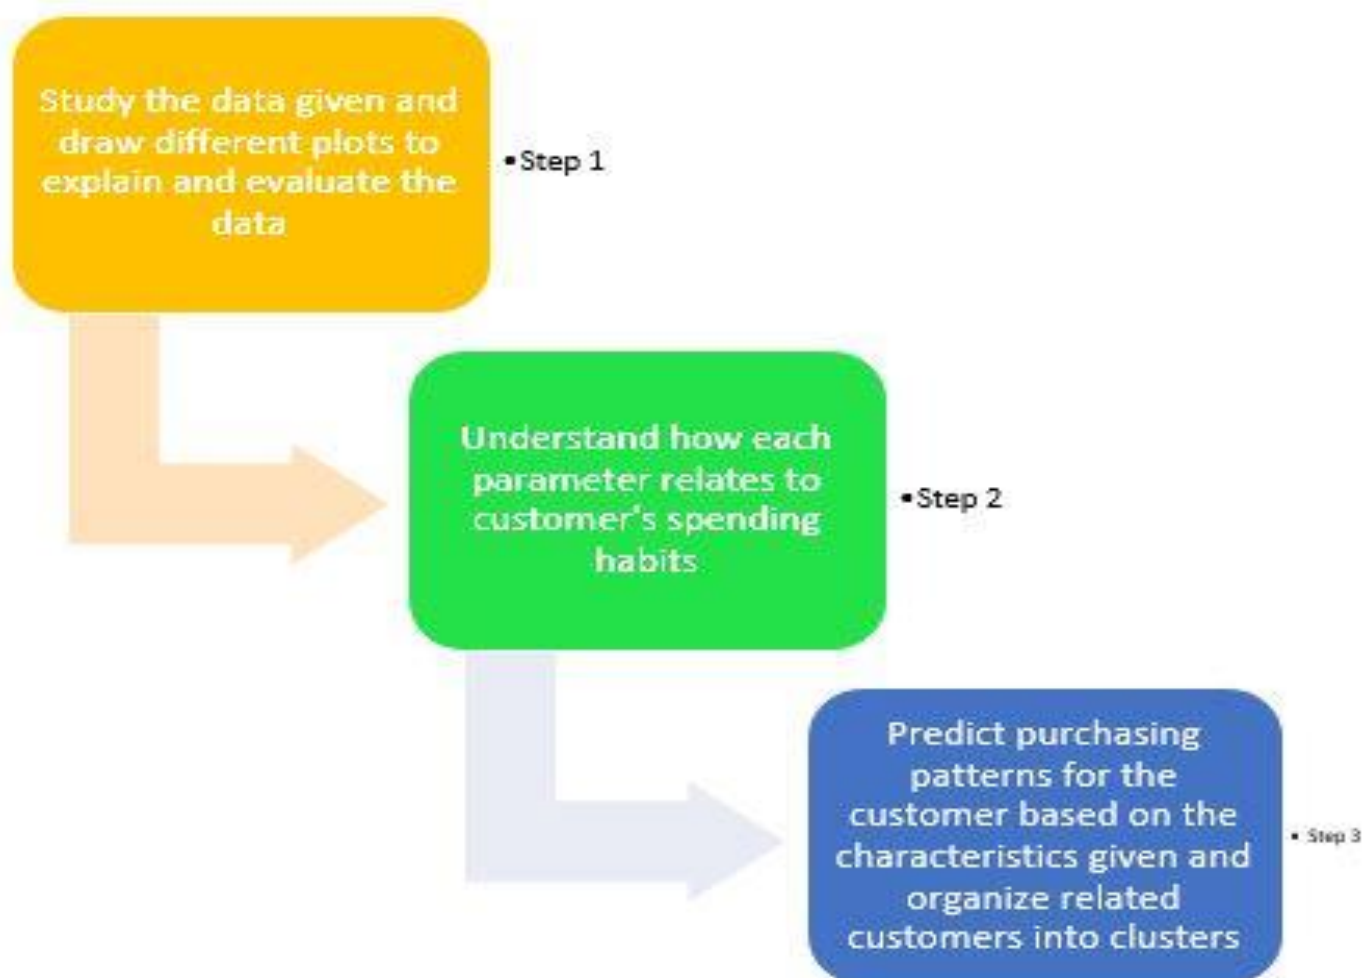 Study the data given and
draw different plots to
explain and evaluate the
data
•Step 1
Understand how each
parameter relates to
customer's spending
habits
•Step 2
Predict purchasing
patterns for the
customer based on the
characteristics given and
organize related
customers into clusters
• Step 3